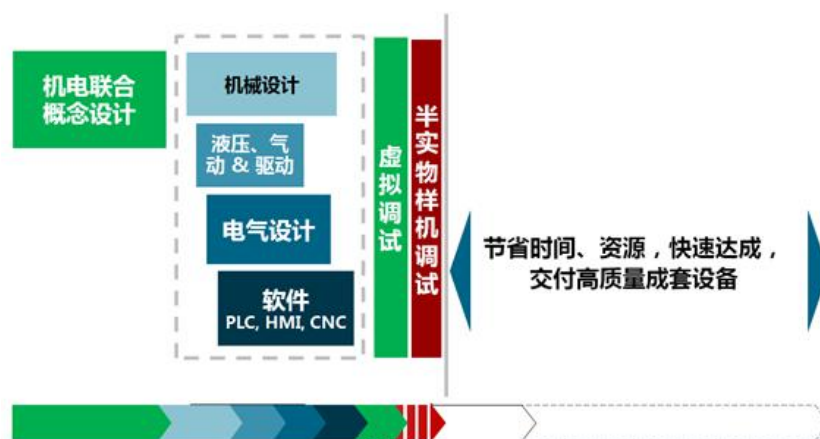 机电联合
概念设计
机械设计
液压、气
动 & 驱动
电气设计
软件
PLC, HMI, CNC
虚拟调试
半实物样机调试
节省时间、资源，快速达成，
交付高质量成套设备